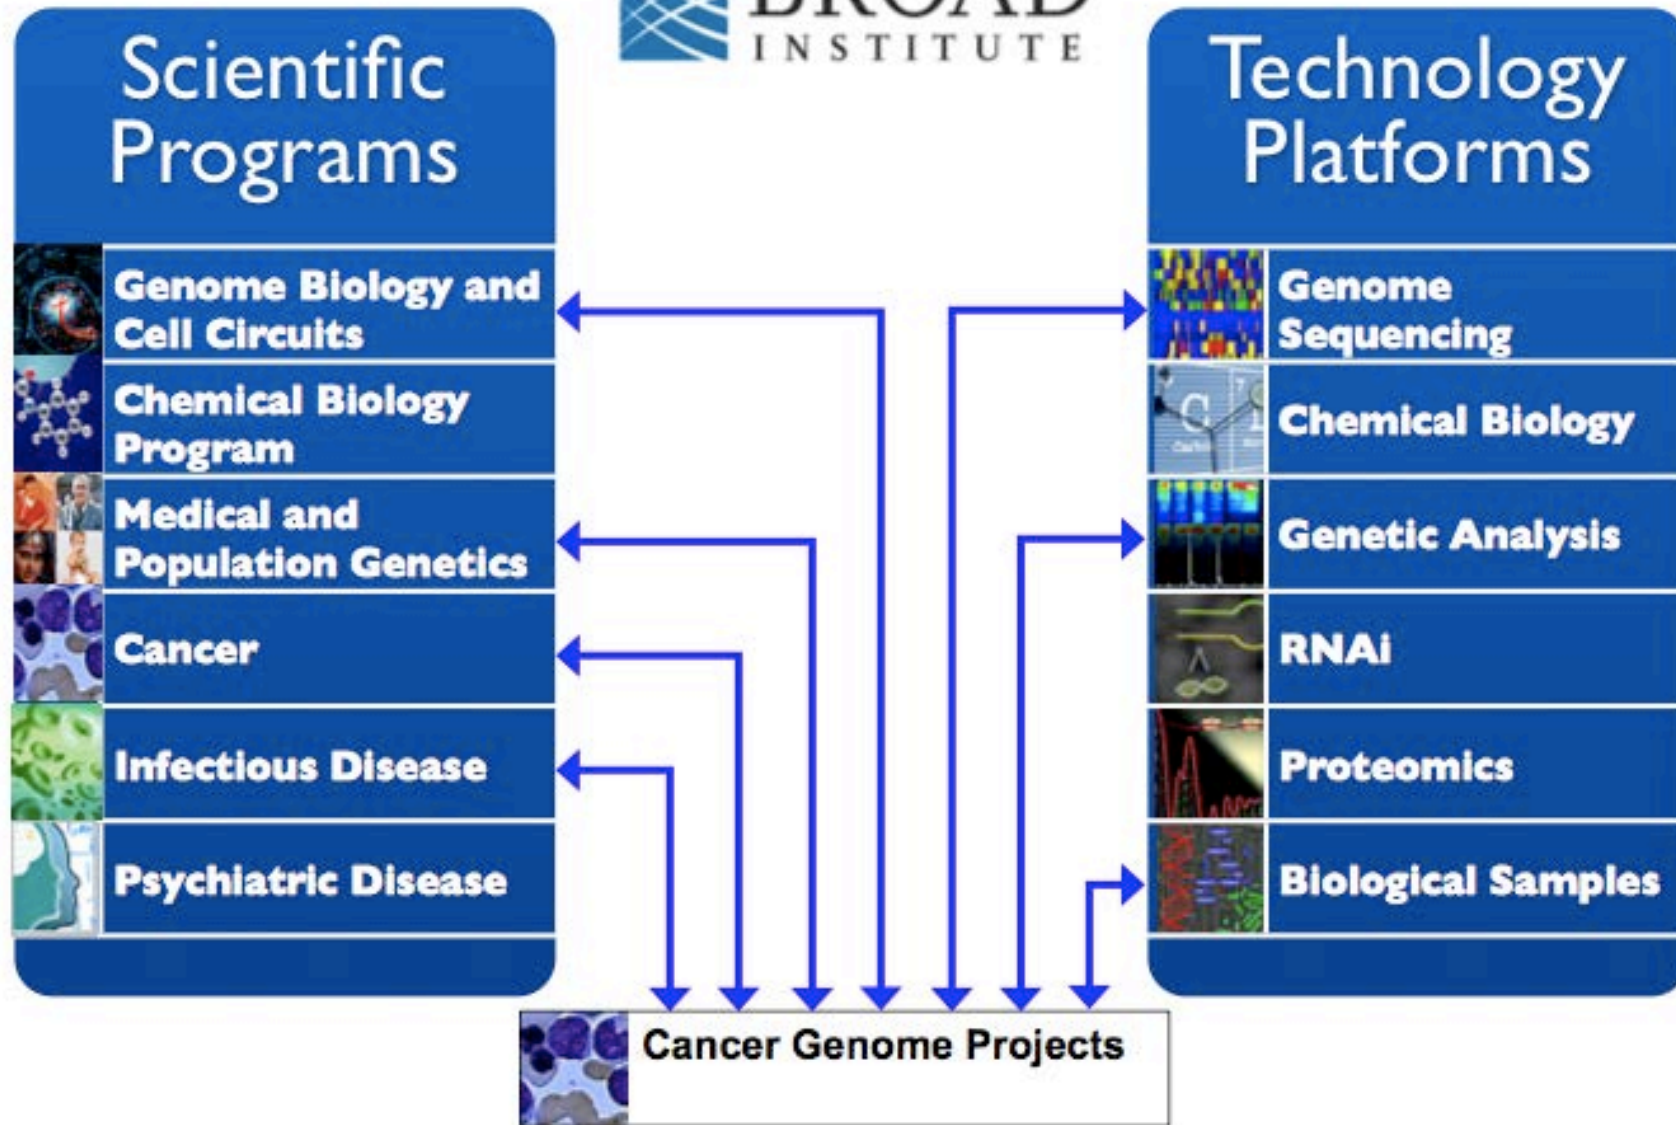 BROAD
INSTITUTE
Scientific
Programs
Genome Biology and
Cell Circuits
Chemical Biology
Program
Medical and
Population Genetics
Cancer
Infectious Disease
Psychiatric Disease
Technology
Platforms
Genome
Sequencing
Chemical Biology
Genetic Analysis
RNAi
Proteomics
Biological Samples
Cancer Genome Projects